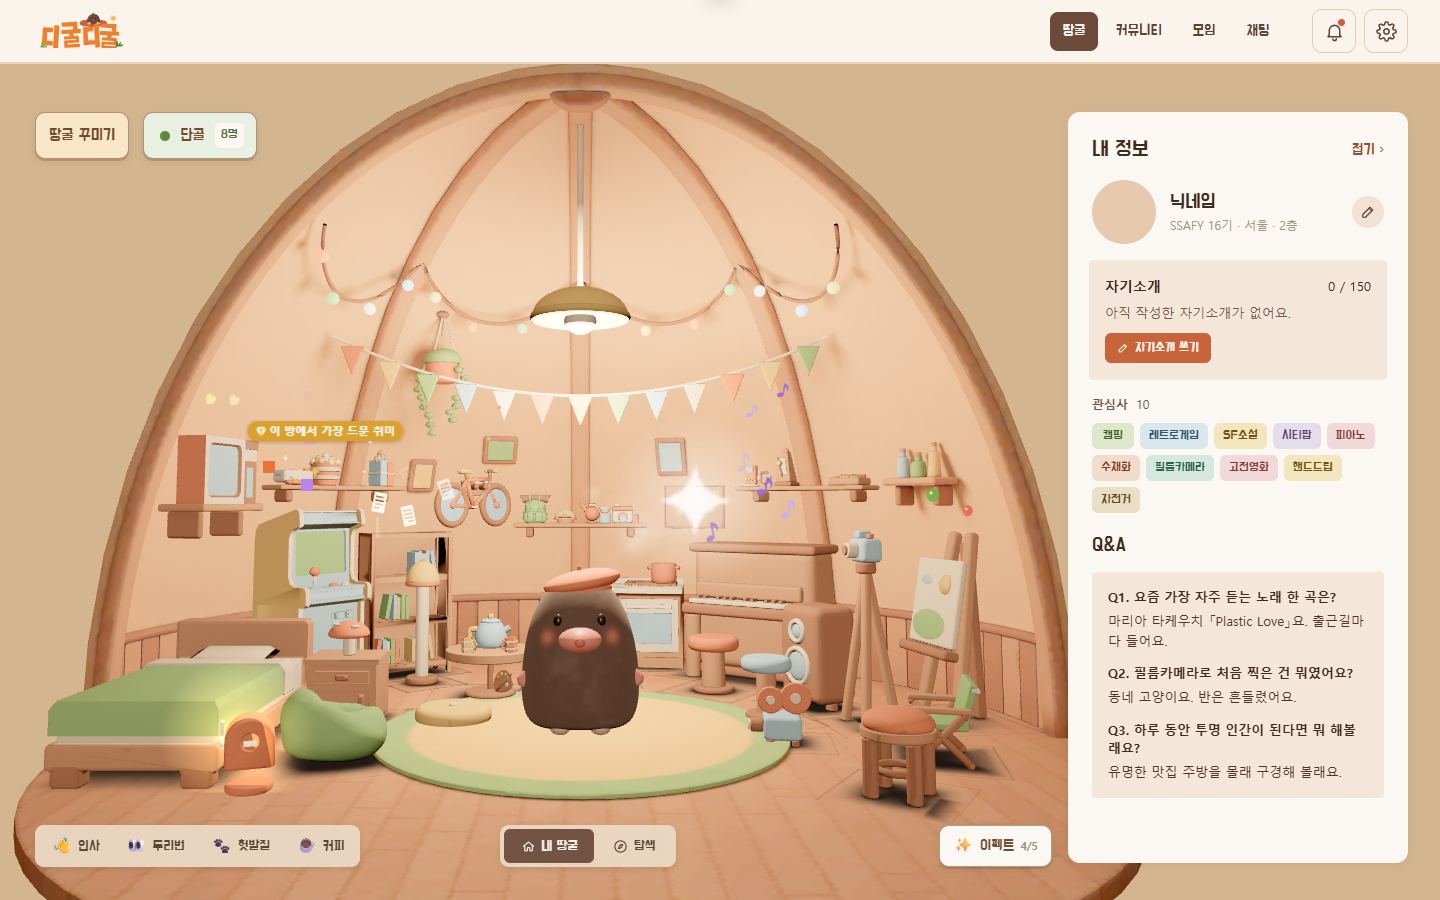 디굴디굴
땅굴
커뮤니티
모임
채팅
땅굴 꾸미기
단골 8명
이 방에서 가장 드문 취미
내 정보
접기 ›
닉네임
SSAFY 16기 · 서울 · 2층
자기소개
0 / 150
아직 작성한 자기소개가 없어요.
자기소개 쓰기
관심사 10
캠핑
레트로게임
SF소설
시티팝
피아노
수채화
필름카메라
고전영화
핸드드립
자전거
Q&A
Q1. 요즘 가장 자주 듣는 노래 한 곡은?
마리아 타케우치 「Plastic Love」요. 출근길마
다 들어요.
Q2. 필름카메라로 처음 찍은 건 뭐였어요?
동네 고양이요. 반은 흔들렸어요.
Q3. 하루 동안 투명 인간이 된다면 뭐 해볼
래요?
유명한 맛집 주방을 몰래 구경해 볼래요.
인사
두리번
헛발질
커피
내 땅굴
탐색
이펙트 4/5